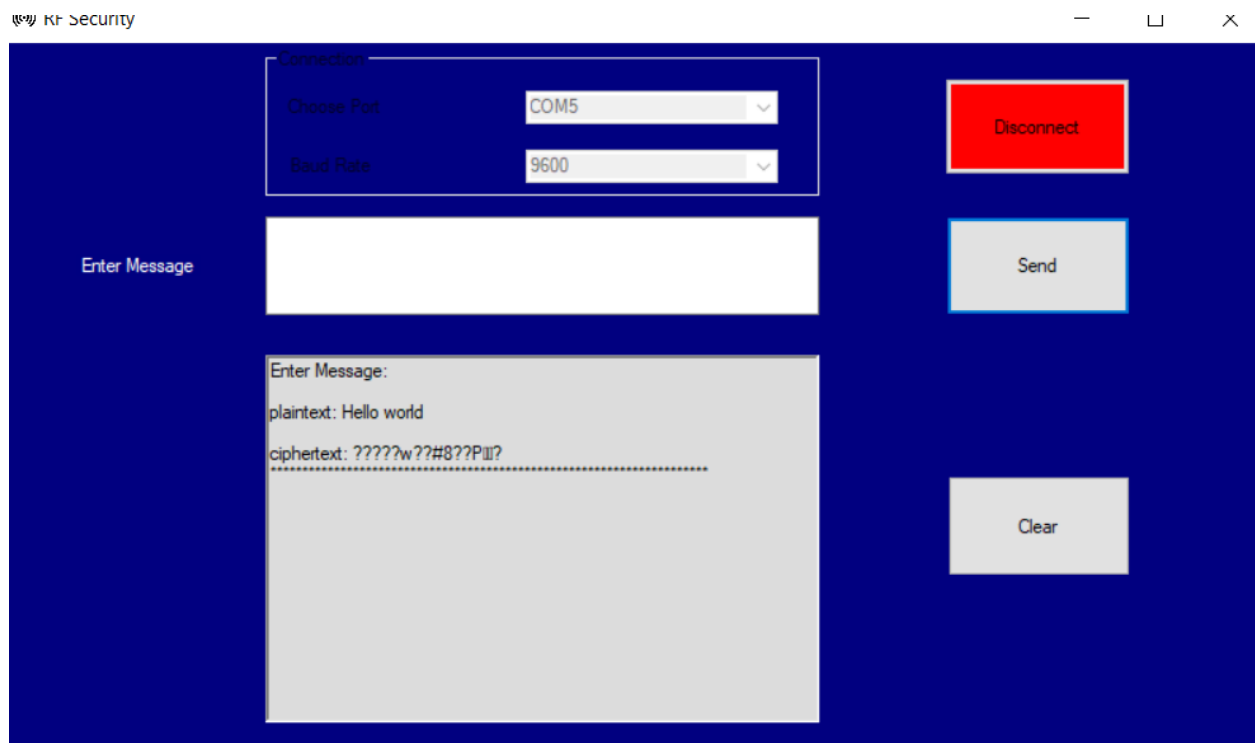 RF Security
Connection
Choose Port
COM5
Disconnect
Baud Rate
9600
Enter Message
Send
Enter Message:
plaintext: Hello world
ciphertext: ?????w??#8??P▯▯?
**********************************************************************
Clear